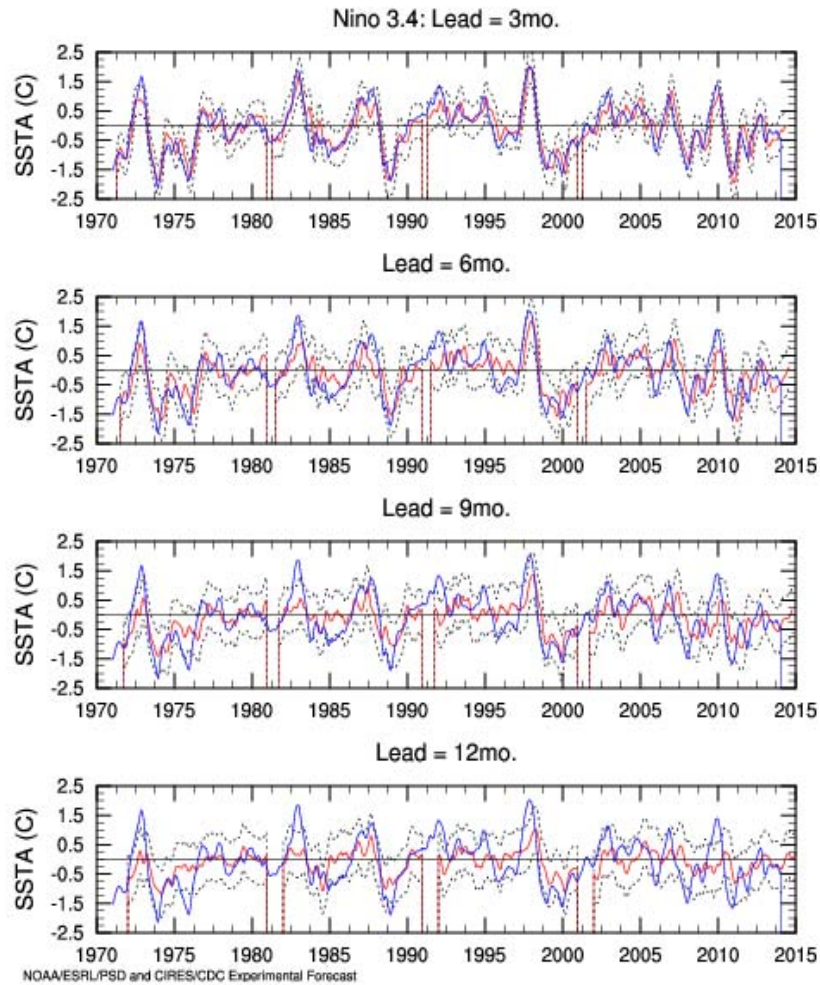 Nino 3.4: Lead = 3mo.
2.5
1.5
0.5
-0.5
-1.5
-2.5
SSTA (C)
1970 1975 1980 1985 1990 1995 2000 2005 2010 2015
Lead = 6mo.
2.5
1.5
0.5
-0.5
-1.5
-2.5
SSTA (C)
1970 1975 1980 1985 1990 1995 2000 2005 2010 2015
Lead = 9mo.
2.5
1.5
0.5
-0.5
-1.5
-2.5
SSTA (C)
1970 1975 1980 1985 1990 1995 2000 2005 2010 2015
Lead = 12mo.
2.5
1.5
0.5
-0.5
-1.5
-2.5
SSTA (C)
1970 1975 1980 1985 1990 1995 2000 2005 2010 2015
NOAA/ESRL/PSD and CIRES/CDC Experimental Forecast